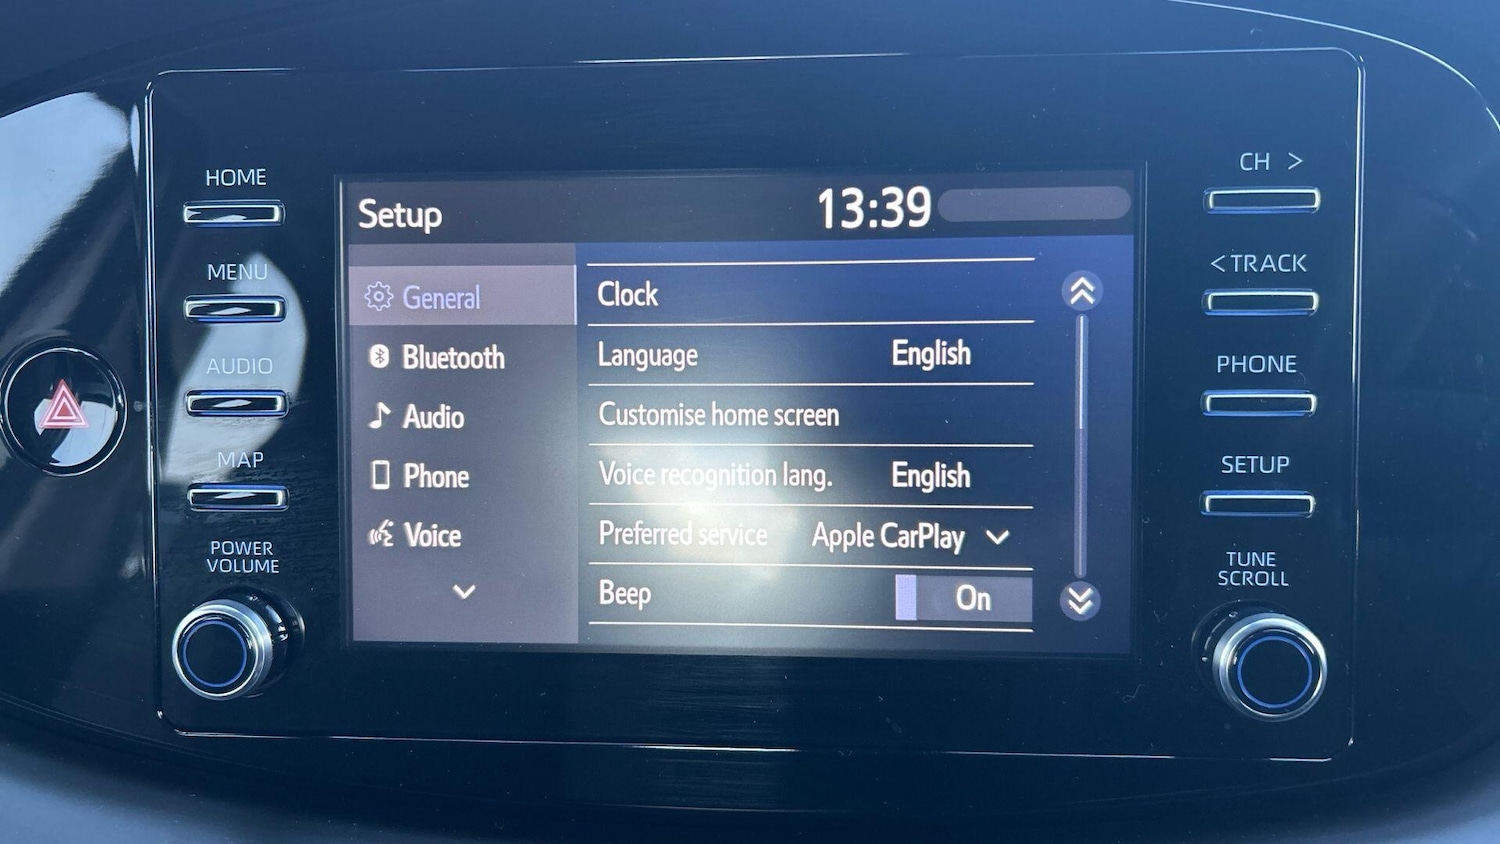 HOME
MENU
AUDIO
MAP
POWER
VOLUME
Setup
13:39
General
Bluetooth
Audio
Phone
Voice
Clock
Language English
Customise home screen
Voice recognition lang. English
Preferred service Apple CarPlay
Beep On
CH >
< TRACK
PHONE
SETUP
TUNE
SCROLL